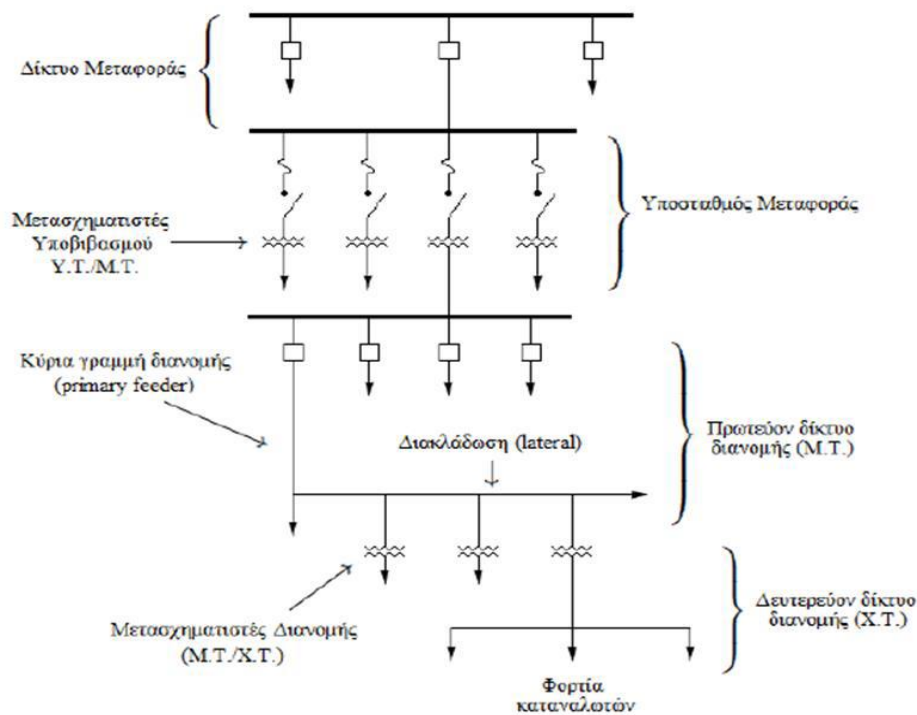 Δίκτυο Μεταφοράς
Υποσταθμός Μεταφοράς
Μετασχηματιστές
Υποβιβασμού
Υ.Τ./Μ.Τ.
Κύρια γραμμή διανομής
(primary feeder)
Διακλάδωση (lateral)
Πρωτεύον δίκτυο
διανομής (Μ.Τ.)
Μετασχηματιστές Διανομής
(Μ.Τ./Χ.Τ.)
Δευτερεύον δίκτυο
διανομής (Χ.Τ.)
Φορτία
καταναλωτών